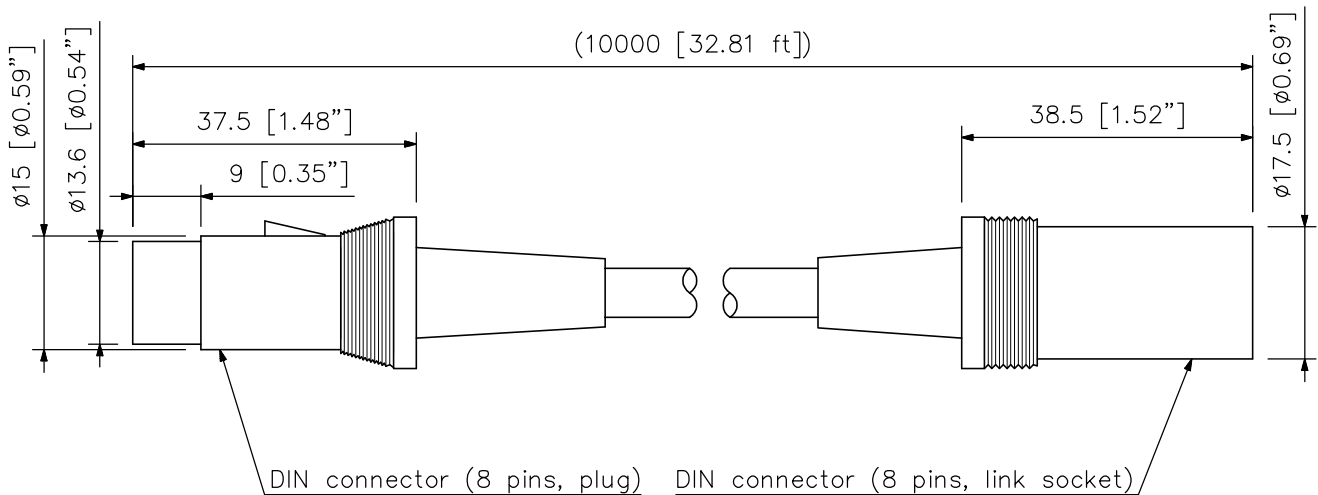 (10000 [32.81 ft])
37.5 [1.48”]
38.5 [1.52”]
9 [0.35”]
ø15 [ø0.59”]
ø13.6 [ø0.54”]
ø17.5 [ø0.69”]
DIN connector (8 pins, plug)
DIN connector (8 pins, link socket)